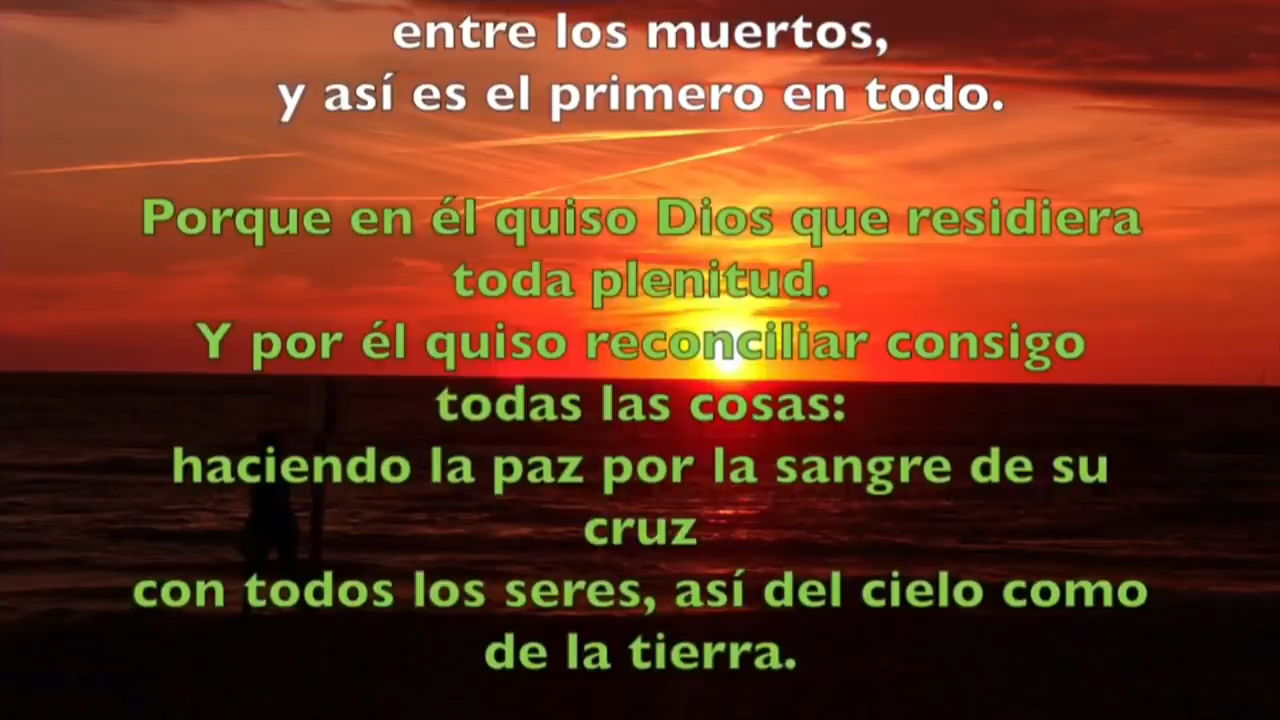 entre los muertos,
y así es el primero en todo.
Porque en él quiso Dios que residiera
toda plenitud.
Y por él quiso reconciliar consigo
todas las cosas:
haciendo la paz por la sangre de su
cruz
con todos los seres, así del cielo como
de la tierra.